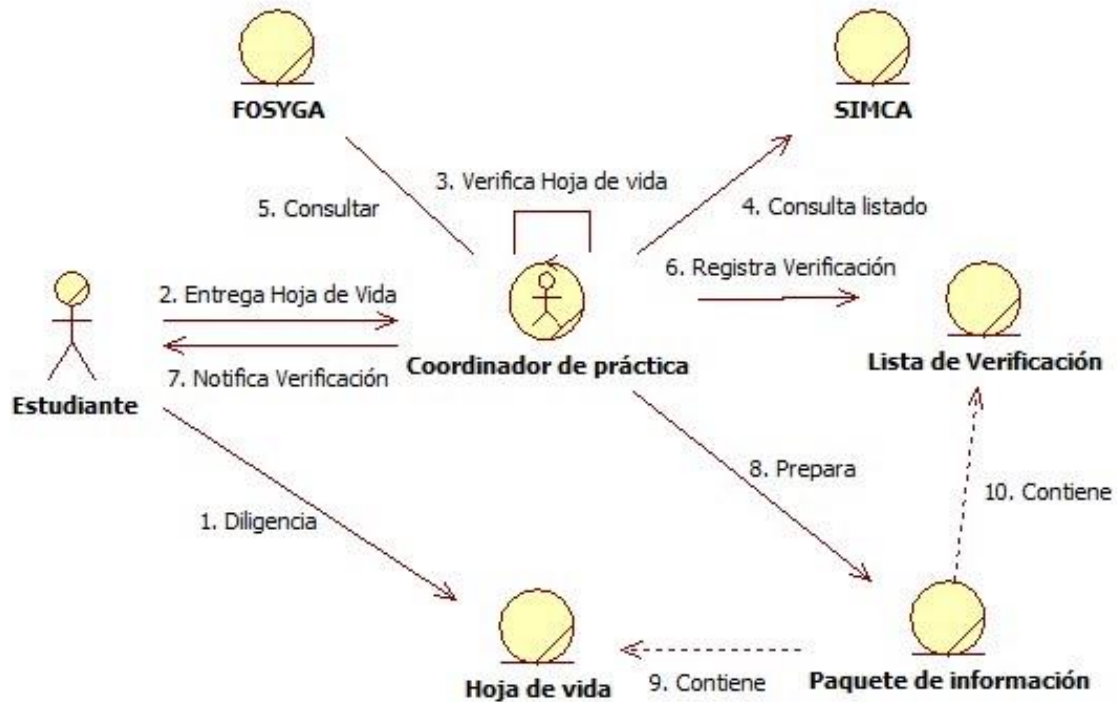 FOSYGA
SIMCA
3. Verifica Hoja de vida
5. Consultar
4. Consulta listado
6. Registra Verificación
2. Entrega Hoja de Vida
Coordinador de práctica
Lista de Verificación
7. Notifica Verificación
Estudiante
8. Prepara
10. Contiene
1. Diligencia
Hoja de vida
9. Contiene
Paquete de información